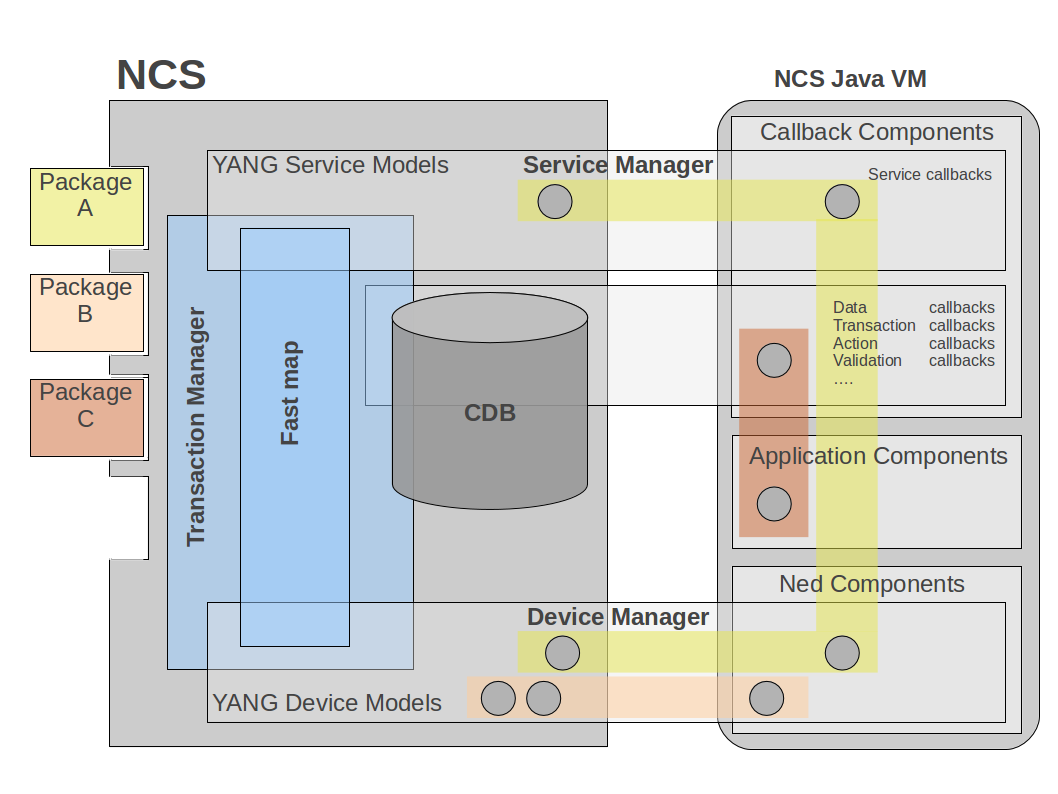 NCS
NCS Java VM
Callback Components
YANG Service Models
Service Manager
Service callbacks
Package
A
Package
B
Package
C
Transaction Manager
Fast map
CDB
Data callbacks
Transaction callbacks
Action callbacks
Validation callbacks
....
Application Components
Ned Components
Device Manager
YANG Device Models